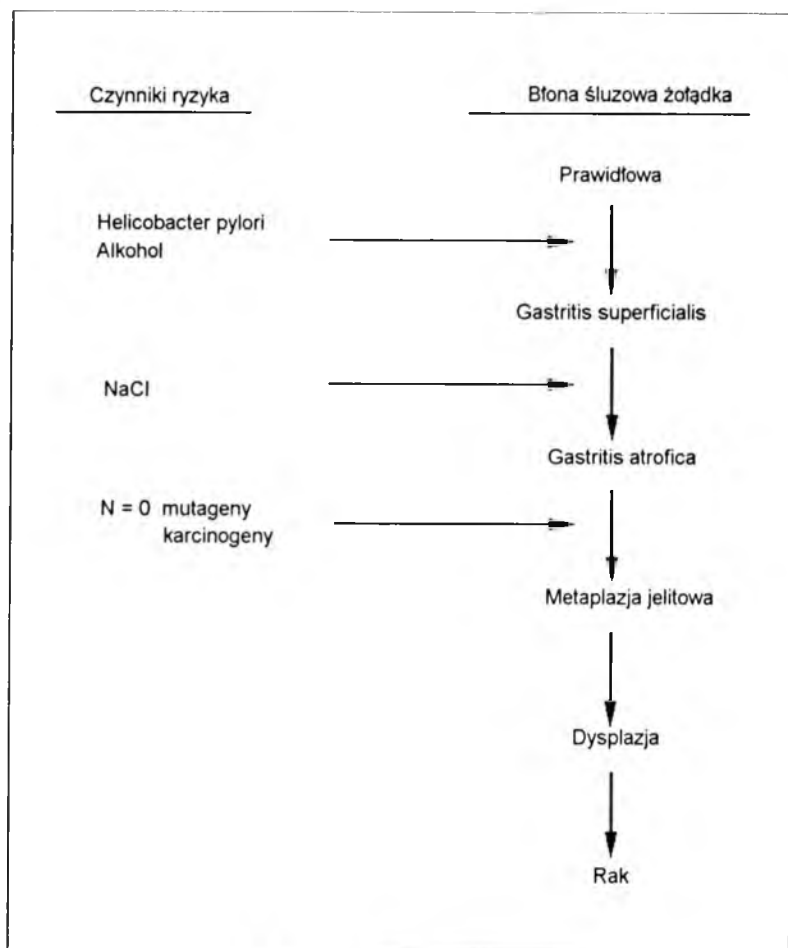 Czynniki ryzyka
Błona śluzowa żołądka
Prawidłowa
Helicobacter pylori
Alkohol
Gastritis superficialis
NaCl
Gastritis atrofica
N = 0 mutageny
karcinogeny
Metaplazja jelitowa
Dysplazja
Rak